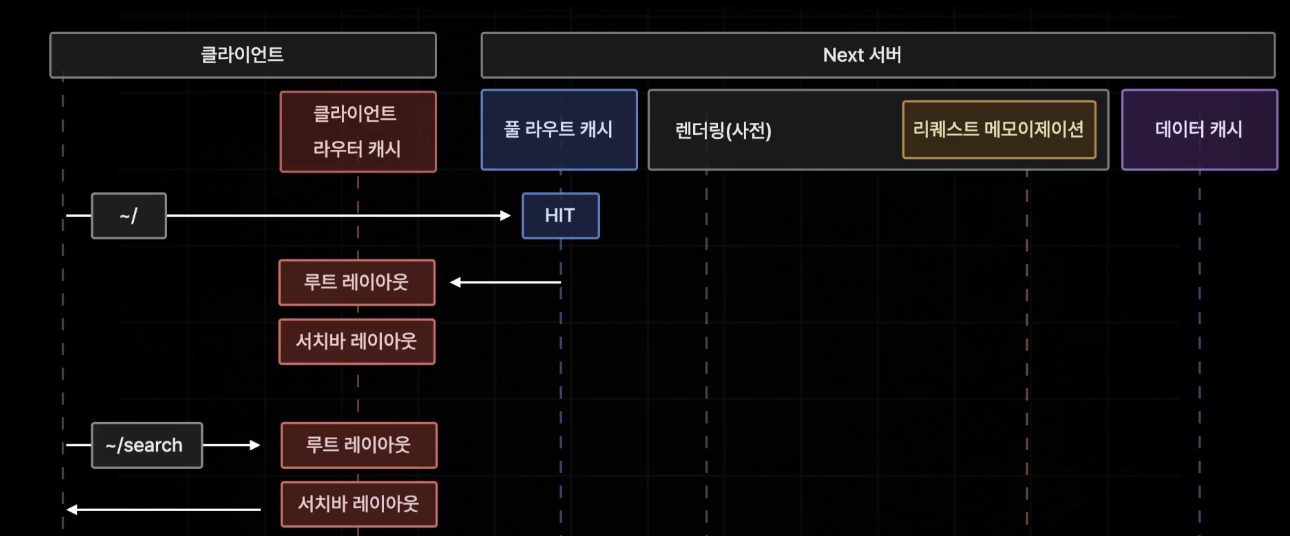 클라이언트
Next 서버
클라이언트
라우터 캐시
풀 라우트 캐시
렌더링(사전)
리퀘스트 메모이제이션
데이터 캐시
~/
HIT
루트 레이아웃
서치바 레이아웃
~/search
루트 레이아웃
서치바 레이아웃